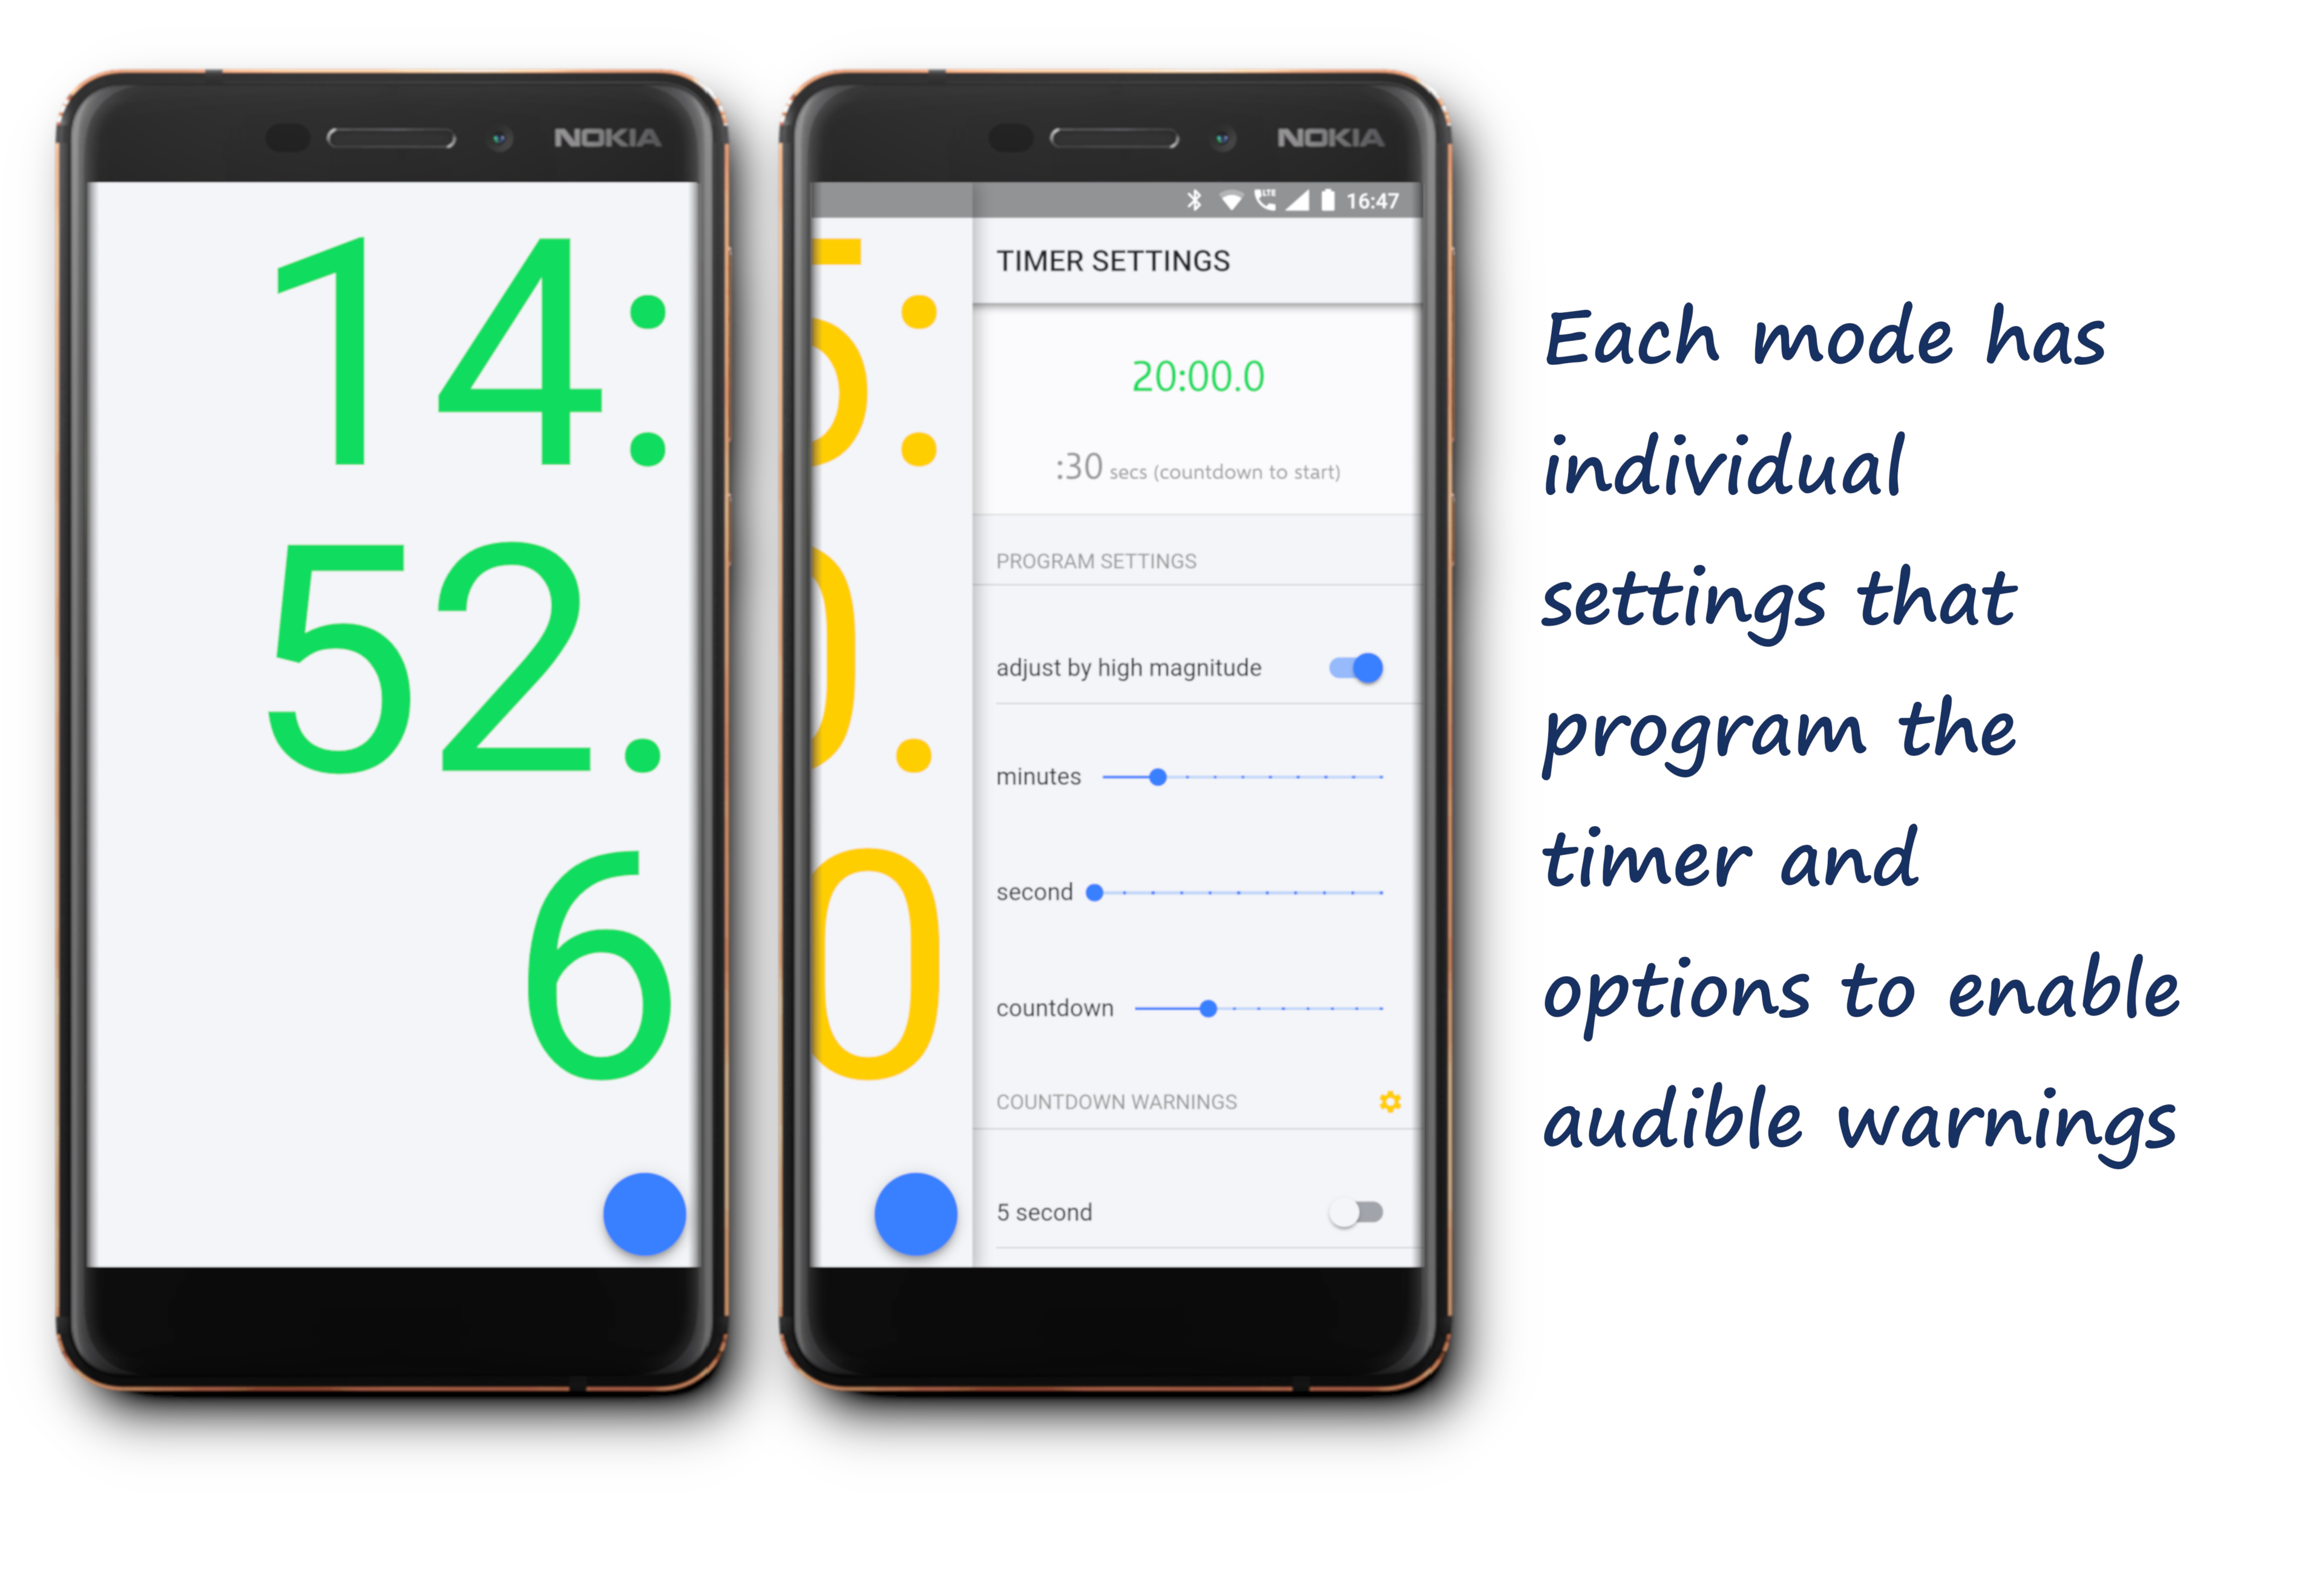 NOKIA
14:
52.
6
NOKIA
16:47
5:
0.
0
TIMER SETTINGS
20:00.0
:30 secs (countdown to start)
PROGRAM SETTINGS
adjust by high magnitude
minutes
second
countdown
COUNTDOWN WARNINGS
5 second
Each mode has
individual
settings that
program the
timer and
options to enable
audible warnings